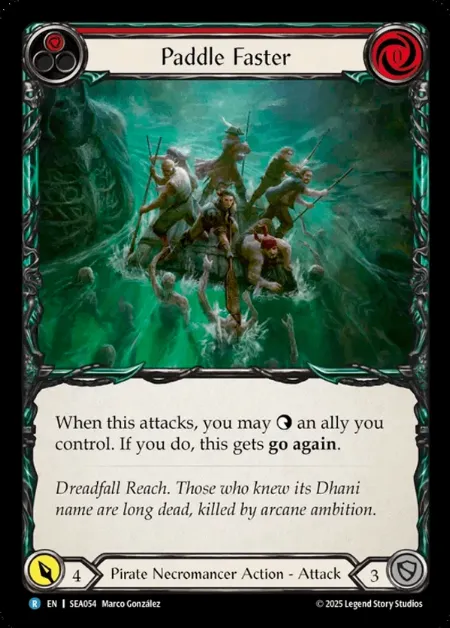 Paddle Faster
0
When this attacks, you may an ally you
control. If you do, this gets go again.
Dreadfall Reach. Those who knew its Dhani
name are long dead, killed by arcane ambition.
4
Pirate Necromancer Action - Attack
3
R EN | SEA054 Marco González
© 2025 Legend Story Studios